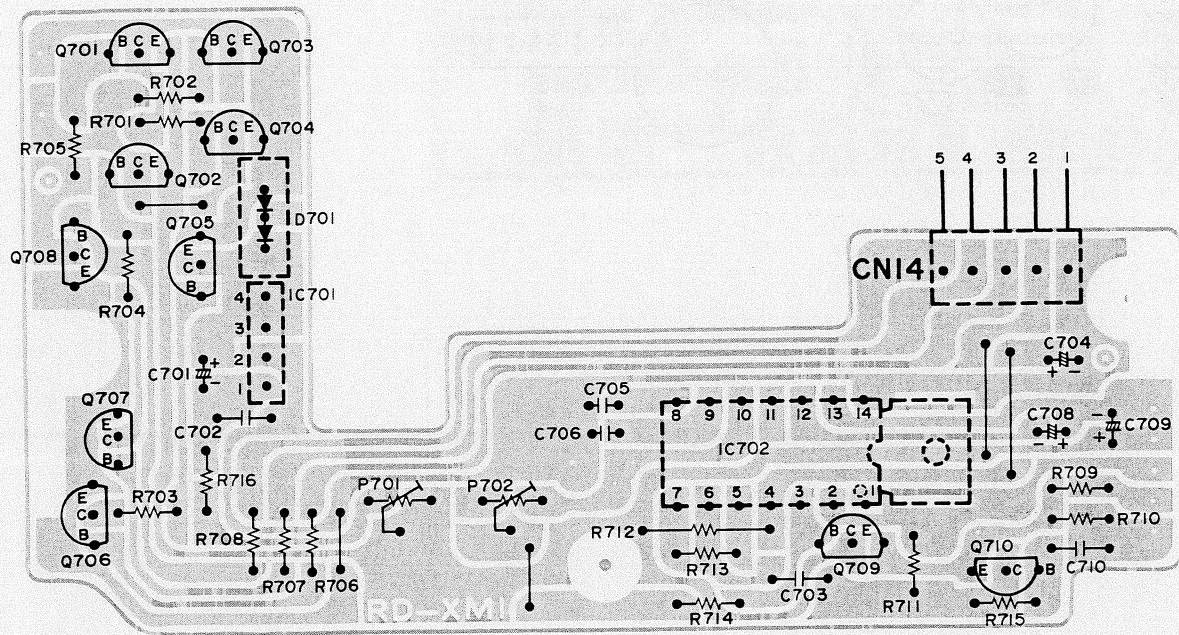 Q701 B C E B C E Q703
R702
R701
R705 B C E Q704
B C E Q702
5 4 3 2 1
Q705 D701
Q708 B C E E C B
CN14
R704 4 IC701
3
C701 + - 2
1
C704 + -
Q707 C702
E C B
C705
8 9 10 11 12 13 14
C708 - +
- + C709
C706 IC702
R716
P701 P702
R709
E C B R703
7 6 5 4 3 2 1
R710
Q706
R708 R712 B C E Q709
Q710
R707 R706 R713 E C B C710
C703 R711
R714 R715
RD-XM1